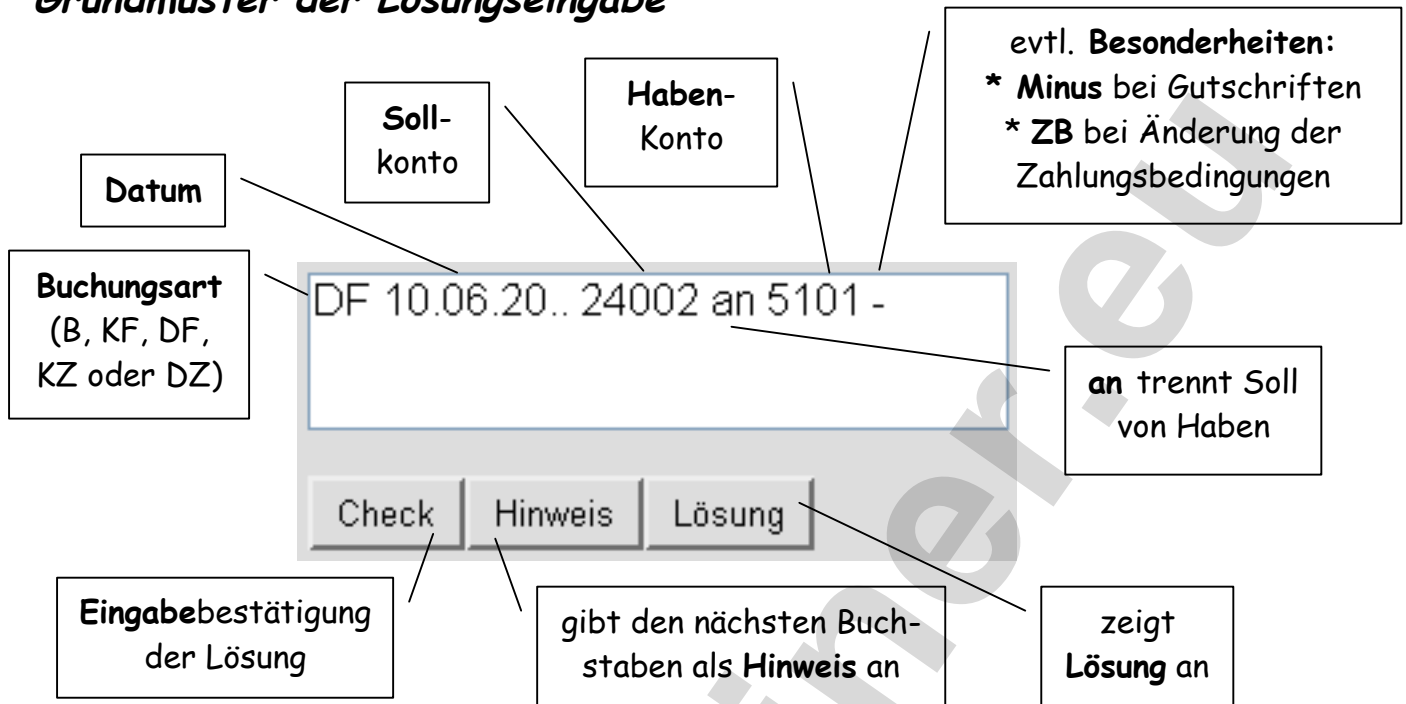 Grundmuster der Lösungseingabe
evtl. Besonderheiten:
* Minus bei Gutschriften
* ZB bei Änderung der
Zahlungsbedingungen
Haben-
Konto
Soll-
konto
Datum
Buchungsart
(B, KF, DF,
KZ oder DZ)
DF 10.06.20.. 24002 an 5101 -
an trennt Soll
von Haben
Check Hinweis Lösung
Eingabebestätigung
der Lösung
gibt den nächsten Buch-
staben als Hinweis an
zeigt
Lösung an